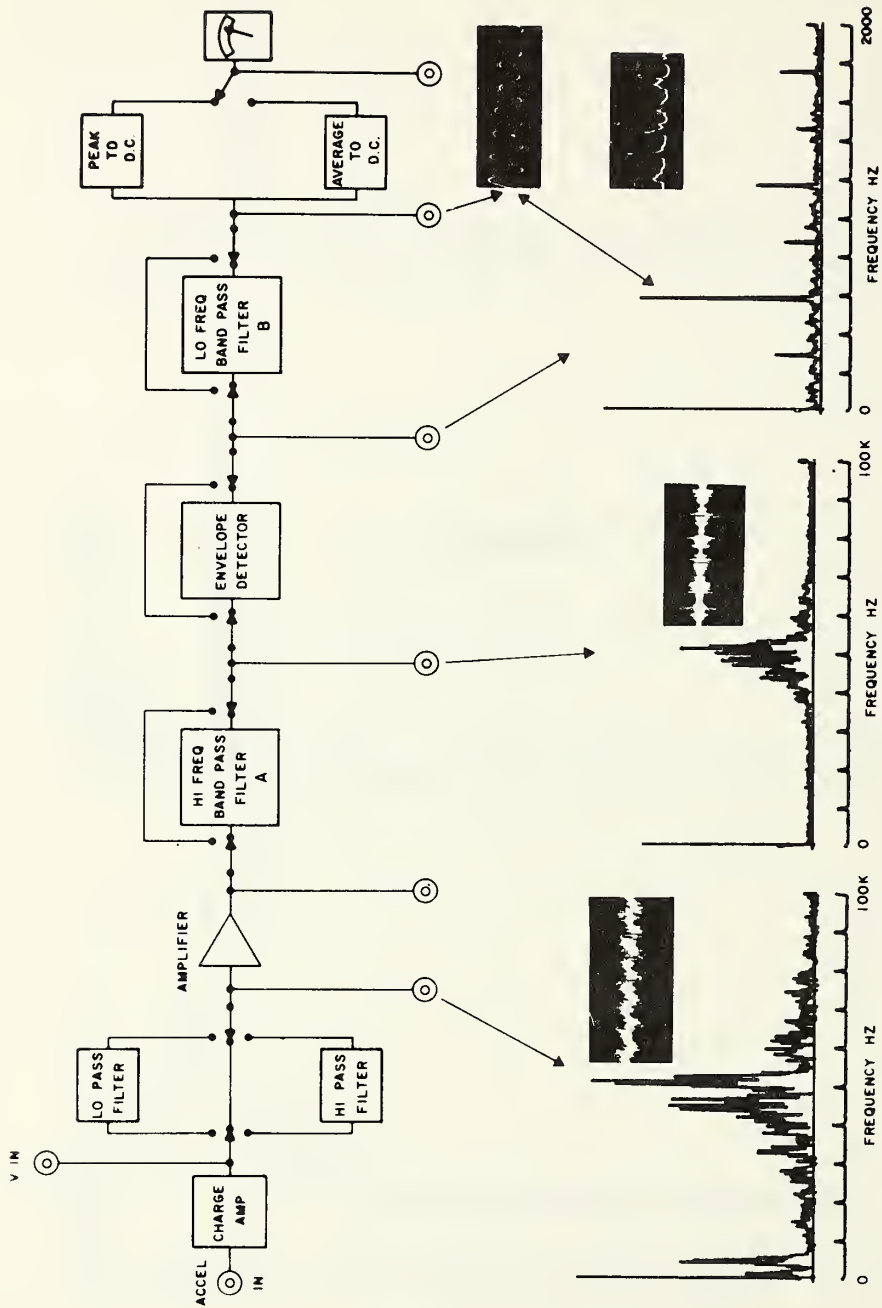 V IN
ACCEL
IN
CHARGE
AMP
LO PASS
FILTER
HI PASS
FILTER
AMPLIFIER
HI FREQ
BAND PASS
FILTER
A
ENVELOPE
DETECTOR
LO FREQ
BAND PASS
FILTER
B
PEAK
TO
D.C.
AVERAGE
TO D.C.
0
100K
FREQUENCY HZ
0
100K
FREQUENCY HZ
0
2000
FREQUENCY HZ